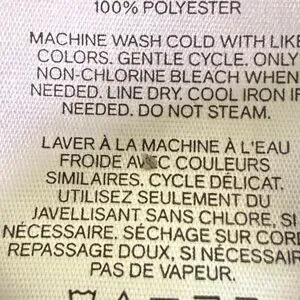 100% POLYESTER
MACHINE WASH COLD WITH LIKE
COLORS. GENTLE CYCLE. ONLY
NON-CHLORINE BLEACH WHEN
NEEDED. LINE DRY. COOL IRON IF
NEEDED. DO NOT STEAM.
LAVER À LA MACHINE À L'EAU
FROIDE AVEC COULEURS
SIMILAIRES. CYCLE DÉLICAT.
UTILISEZ SEULEMENT DU
JAVELLISANT SANS CHLORE, SI
NÉCESSAIRE. SÉCHAGE SUR CORD
REPASSAGE DOUX, SI NÉCESSAIR
PAS DE VAPEUR.